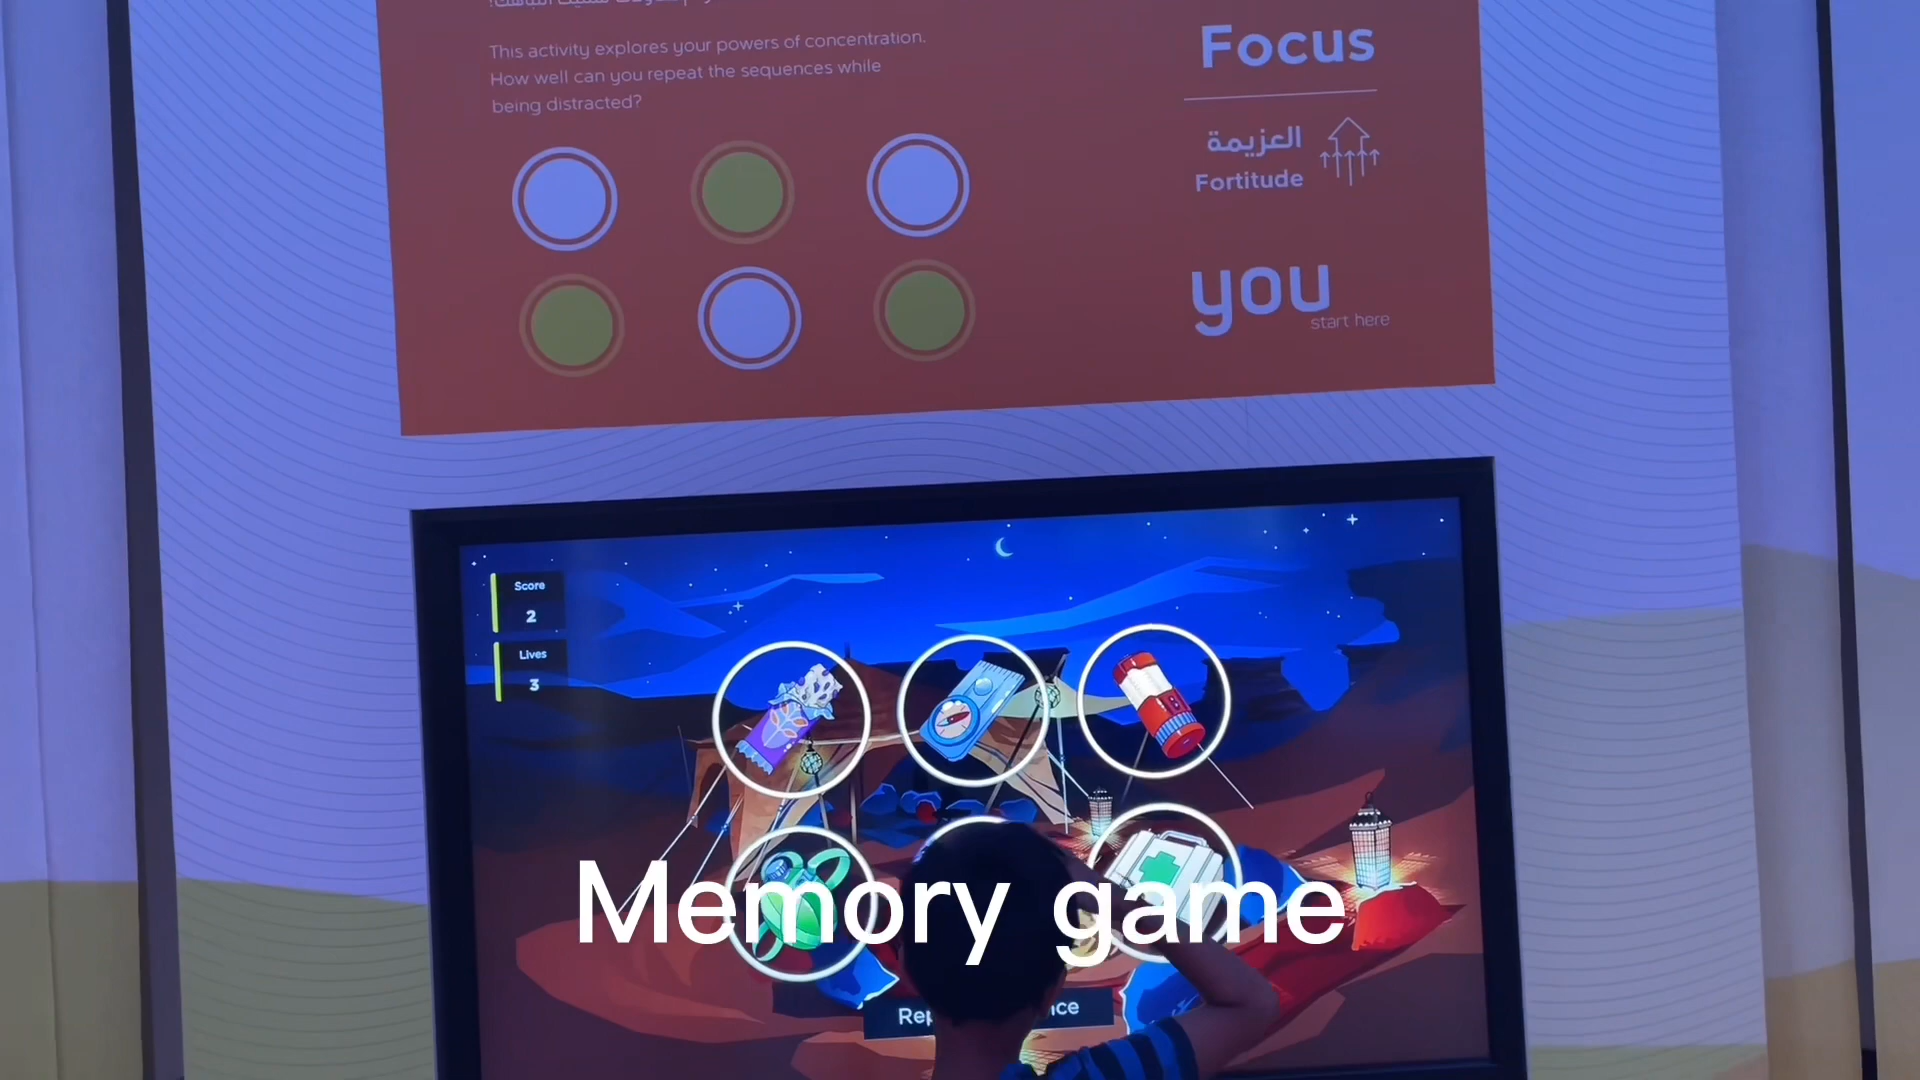 This activity explores your powers of concentration.
How well can you repeat the sequences while
being distracted?
Focus
العزيمة
Fortitude
you
start here
Score
2
Lives
3
Memory game